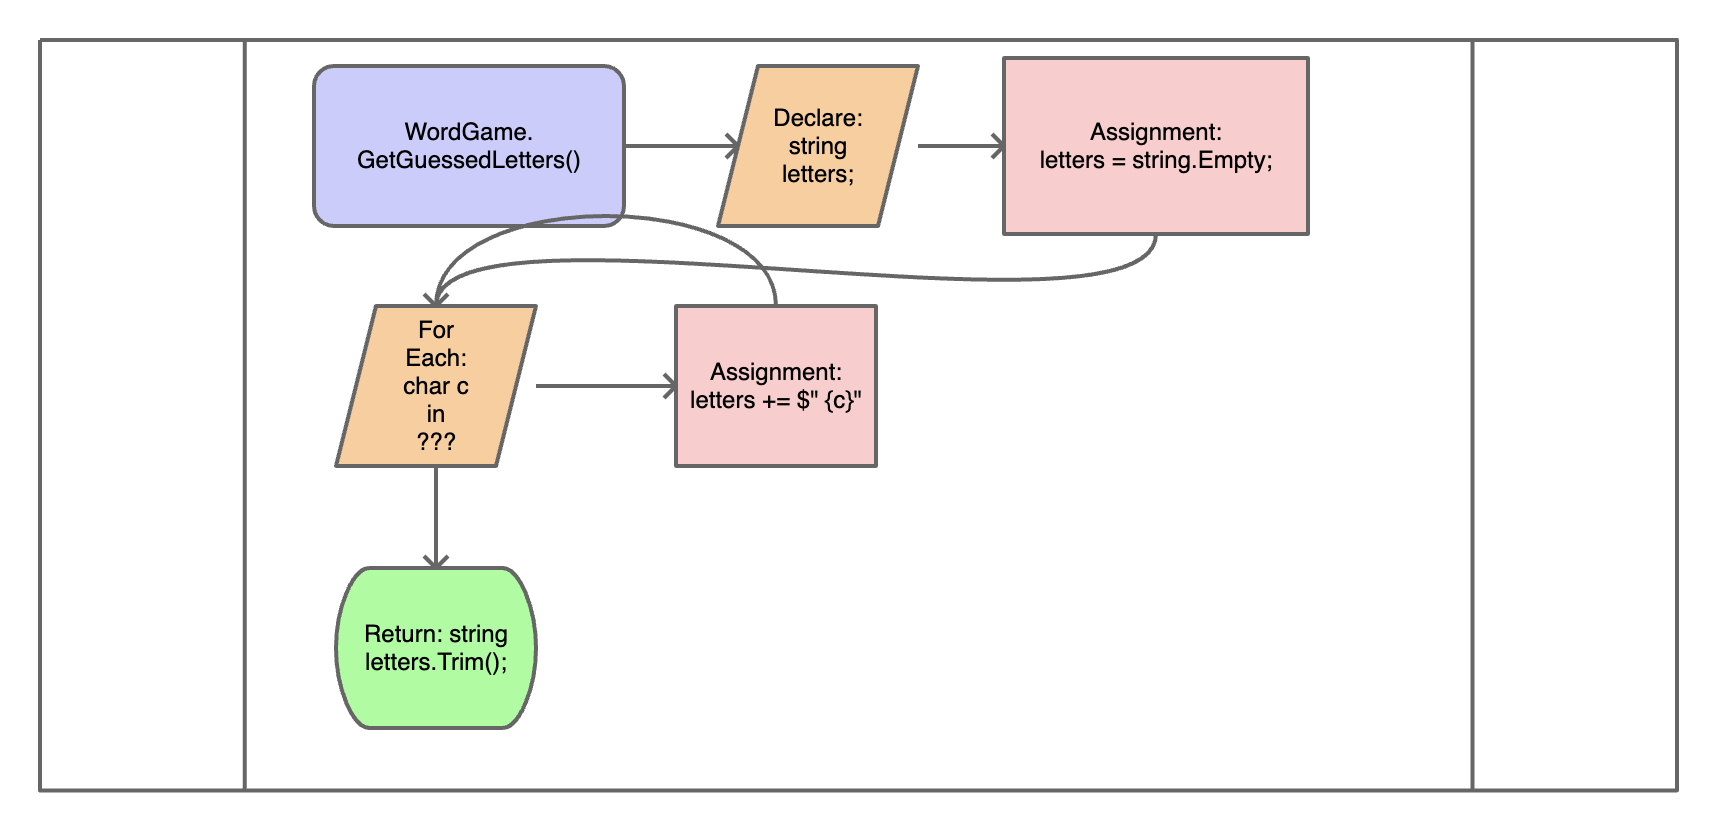 WordGame.
GetGuessedLetters()
Declare:
string
letters;
Assignment:
letters = string.Empty;
For
Each:
char c
in
???
Assignment:
letters += $" {c}"
Return: string
letters.Trim();